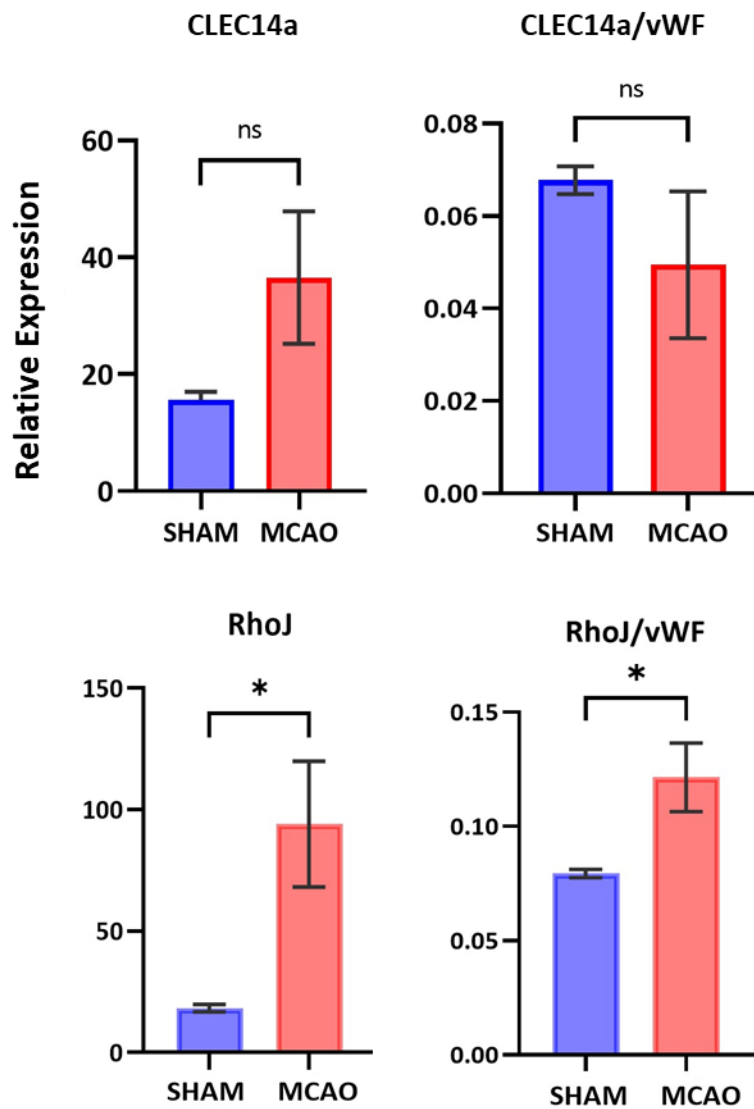 CLEC14a
CLEC14a/vWF
Relative Expression
ns
60
40
20
0
SHAM MCAO
ns
0.08
0.06
0.04
0.02
0.00
SHAM MCAO
RhoJ
RhoJ/vWF
*
150
100
50
0
SHAM MCAO
*
0.15
0.10
0.05
0.00
SHAM MCAO